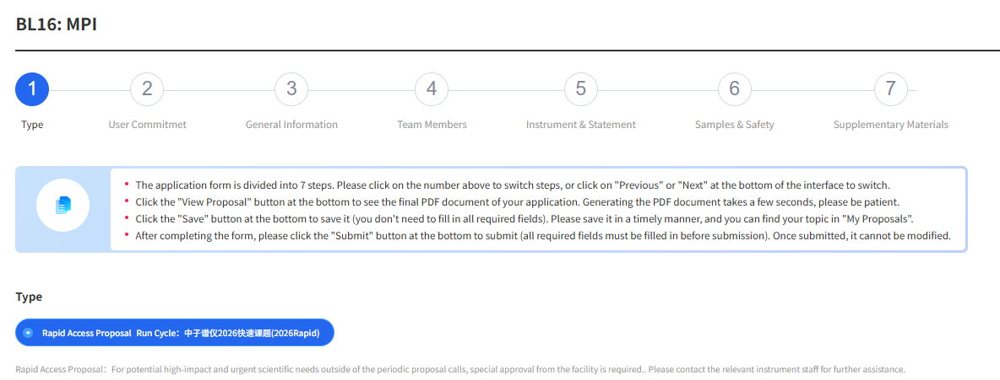 BL16: MPI
1 2 3 4 5 6 7
Type User Commitmet General Information Team Members Instrument & Statement Samples & Safety Supplementary Materials
The application form is divided into 7 steps. Please click on the number above to switch steps, or click on "Previous" or "Next" at the bottom of the interface to switch.
Click the "View Proposal" button at the bottom to see the final PDF document of your application. Generating the PDF document takes a few seconds, please be patient.
Click the "Save" button at the bottom to save it (you don't need to fill in all required fields). Please save it in a timely manner, and you can find your topic in "My Proposals".
After completing the form, please click the "Submit" button at the bottom to submit (all required fields must be filled in before submission). Once submitted, it cannot be modified.
Type
Rapid Access Proposal Run Cycle：中子谱仪2026快速课题(2026Rapid)
Rapid Access Proposal：For potential high-impact and urgent scientific needs outside of the periodic proposal calls, special approval from the facility is required.. Please contact the relevant instrument staff for further assistance.